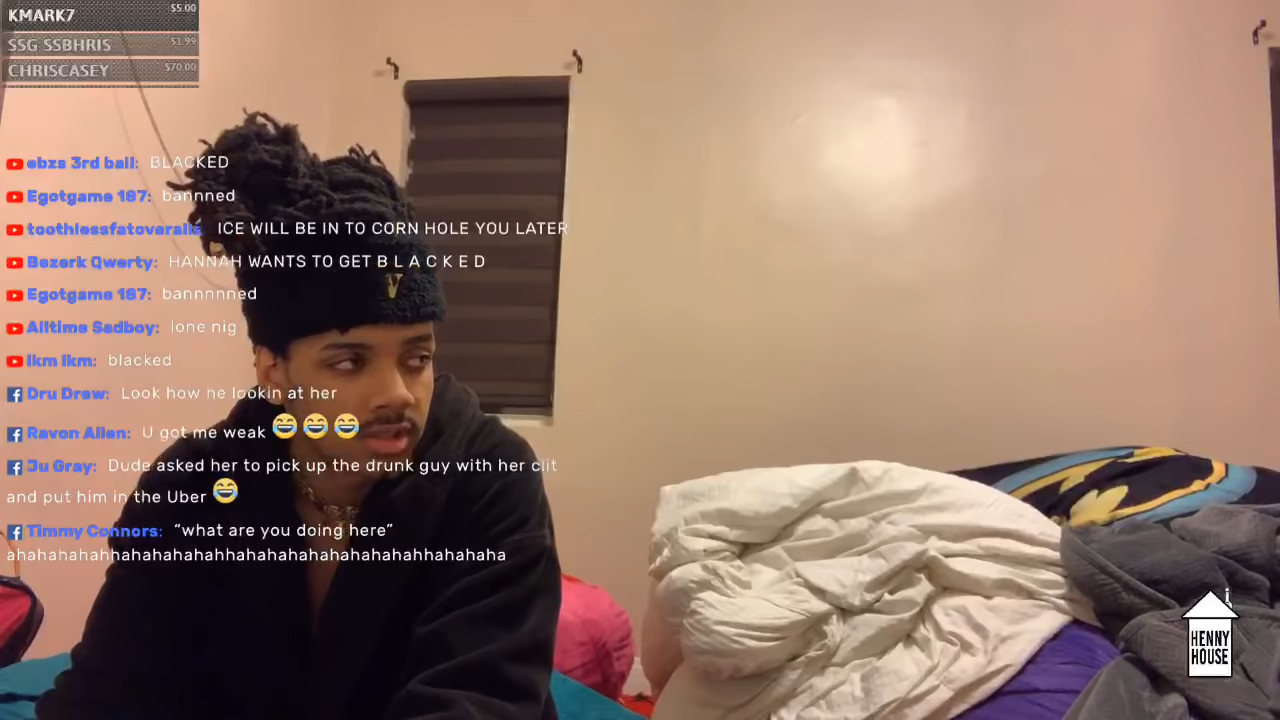 KMARK7 $5.00
SSG SSBHRIS $1.99
CHRISCASEY $70.00
ebzs 3rd ball: BLACKED
Egotgame 187: bannned
toothlessfatoveralls: ICE WILL BE IN TO CORN HOLE YOU LATER
Bezerk Qwerty: HANNAH WANTS TO GET B L A C K E D
Egotgame 187: bannnnned
Alltime Sadboy: lone nig
Ikm Ikm: blacked
Dru Drew: Look how he lookin at her
Ravon Allen: U got me weak 😂😂😂
Ju Gray: Dude asked her to pick up the drunk guy with her clit
and put him in the Uber 😂
Timmy Connors: “what are you doing here”
ahahahahahhahahahahahhahahahahahahahahhahahaha
HENNY
HOUSE